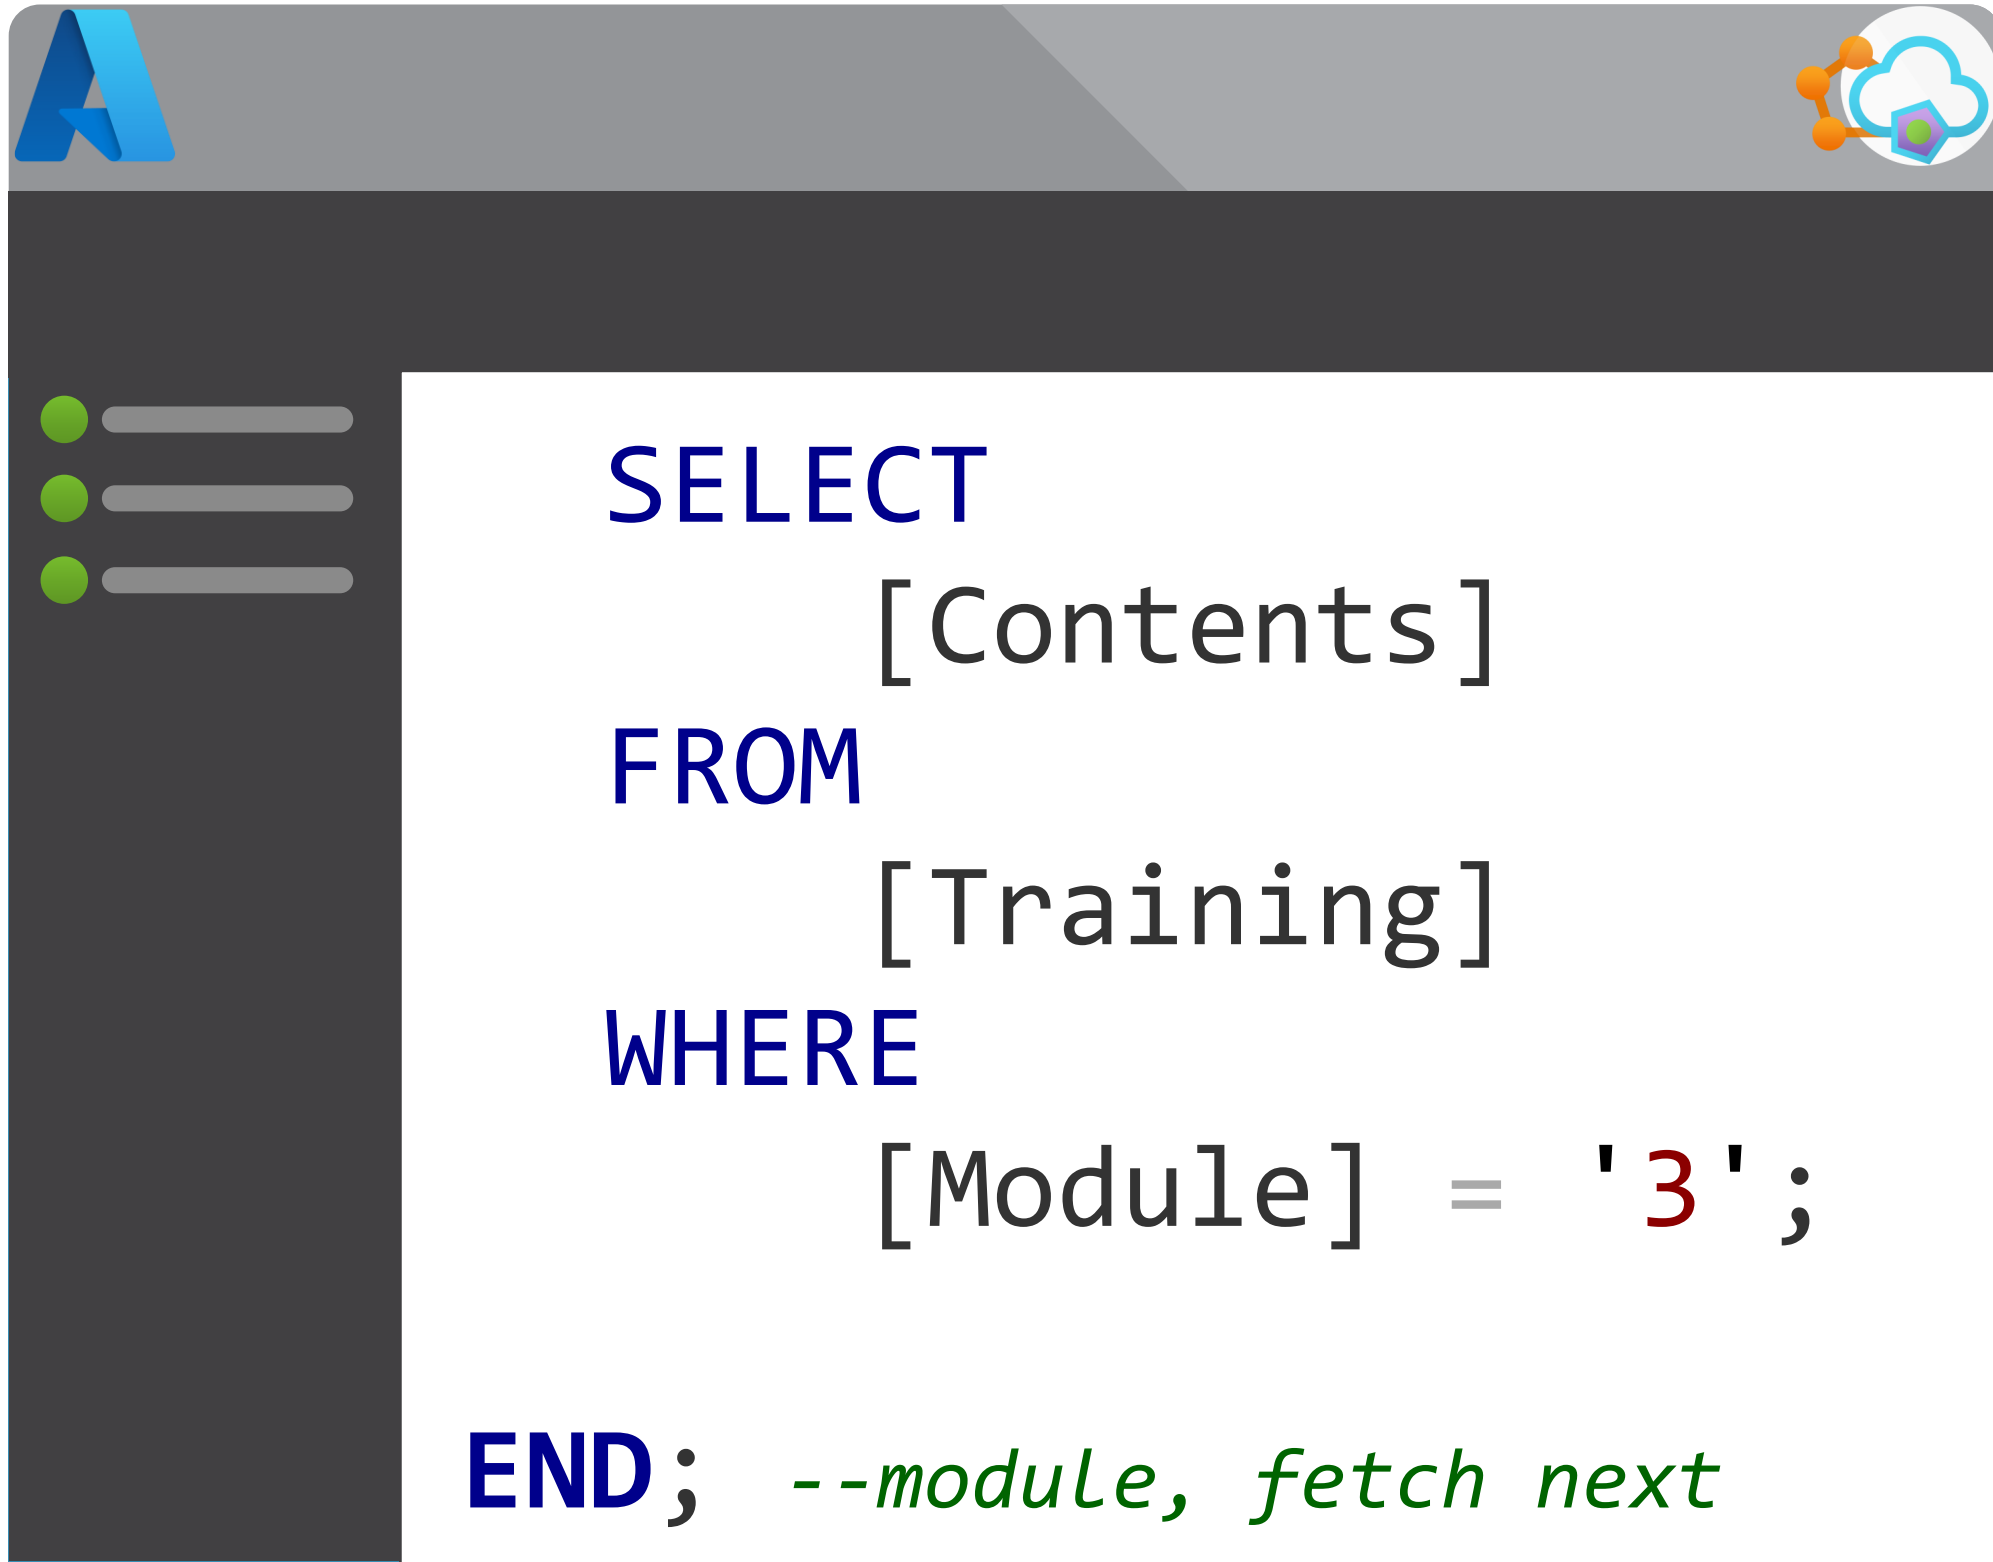 SELECT
[Contents]
FROM
[Training]
WHERE
[Module] = '3';
END; --module, fetch next